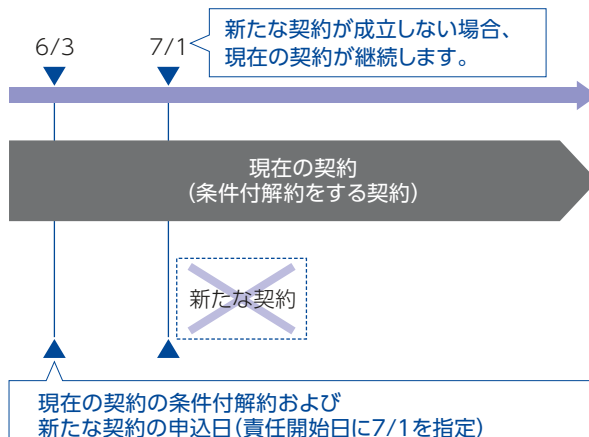 6/3
7/1
新たな契約が成立しない場合、
現在の契約が継続します。
現在の契約
(条件付解約をする契約)
新たな契約
現在の契約の条件付解約および
新たな契約の申込日(責任開始日に7/1を指定)